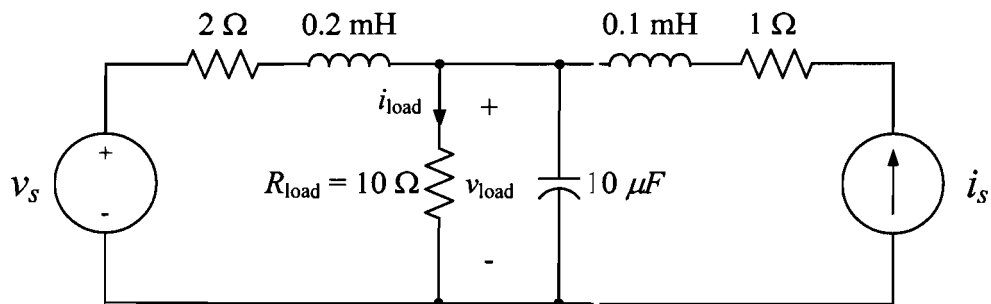 2 Ω 0.2 mH 0.1 mH 1 Ω
i_load +
+
v_s R_load = 10 Ω v_load 10 μF i_s
-
-